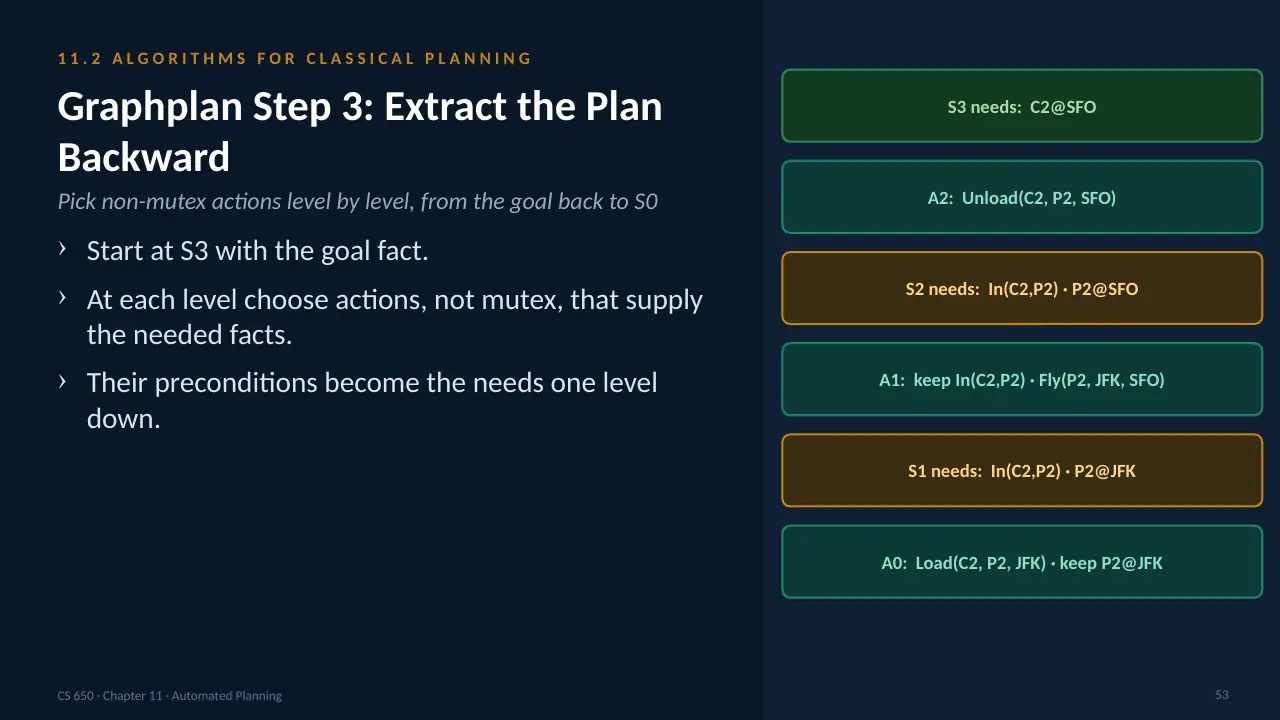 11.2 ALGORITHMS FOR CLASSICAL PLANNING
Graphplan Step 3: Extract the Plan
Backward
Pick non-mutex actions level by level, from the goal back to S0
› Start at S3 with the goal fact.
› At each level choose actions, not mutex, that supply
the needed facts.
› Their preconditions become the needs one level
down.
S3 needs: C2@SFO
A2: Unload(C2, P2, SFO)
S2 needs: In(C2,P2) · P2@SFO
A1: keep In(C2,P2) · Fly(P2, JFK, SFO)
S1 needs: In(C2,P2) · P2@JFK
A0: Load(C2, P2, JFK) · keep P2@JFK
CS 650 · Chapter 11 · Automated Planning
53